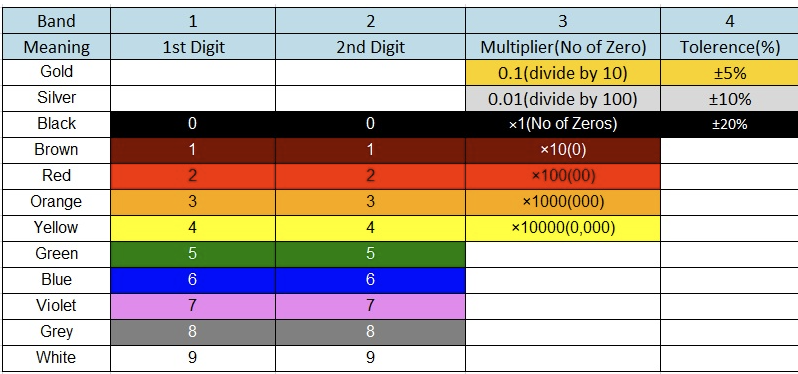 Band 1 2 3 4
Meaning 1st Digit 2nd Digit Multiplier(No of Zero) Tolerence(%)
Gold 0.1(divide by 10) ±5%
Silver 0.01(divide by 100) ±10%
Black 0 0 ×1(No of Zeros) ±20%
Brown 1 1 ×10(0)
Red 2 2 ×100(00)
Orange 3 3 ×1000(000)
Yellow 4 4 ×10000(0,000)
Green 5 5
Blue 6 6
Violet 7 7
Grey 8 8
White 9 9